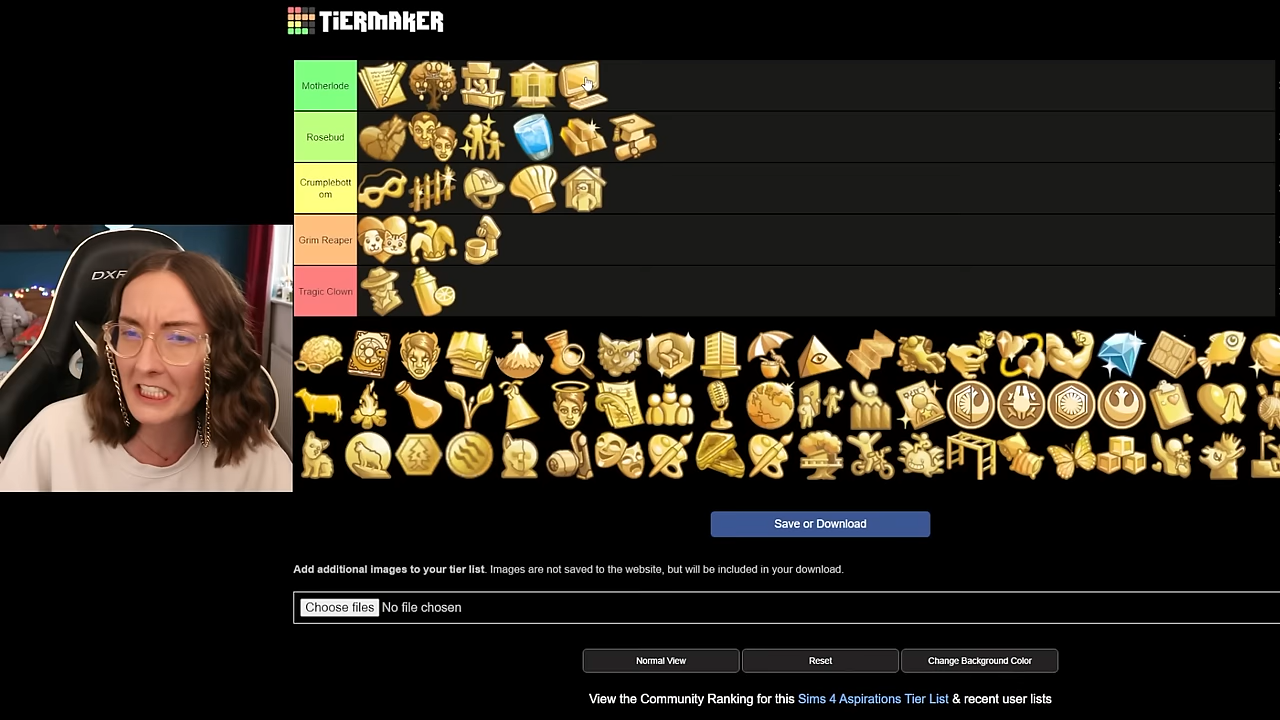 TiERMAKER
Motherlode
Rosebud
Crumplebott
om
Grim Reaper
Tragic Clown
Save or Download
Add additional images to your tier list. Images are not saved to the website, but will be included in your download.
Choose files No file chosen
Normal View
Reset
Change Background Color
View the Community Ranking for this Sims 4 Aspirations Tier List & recent user lists